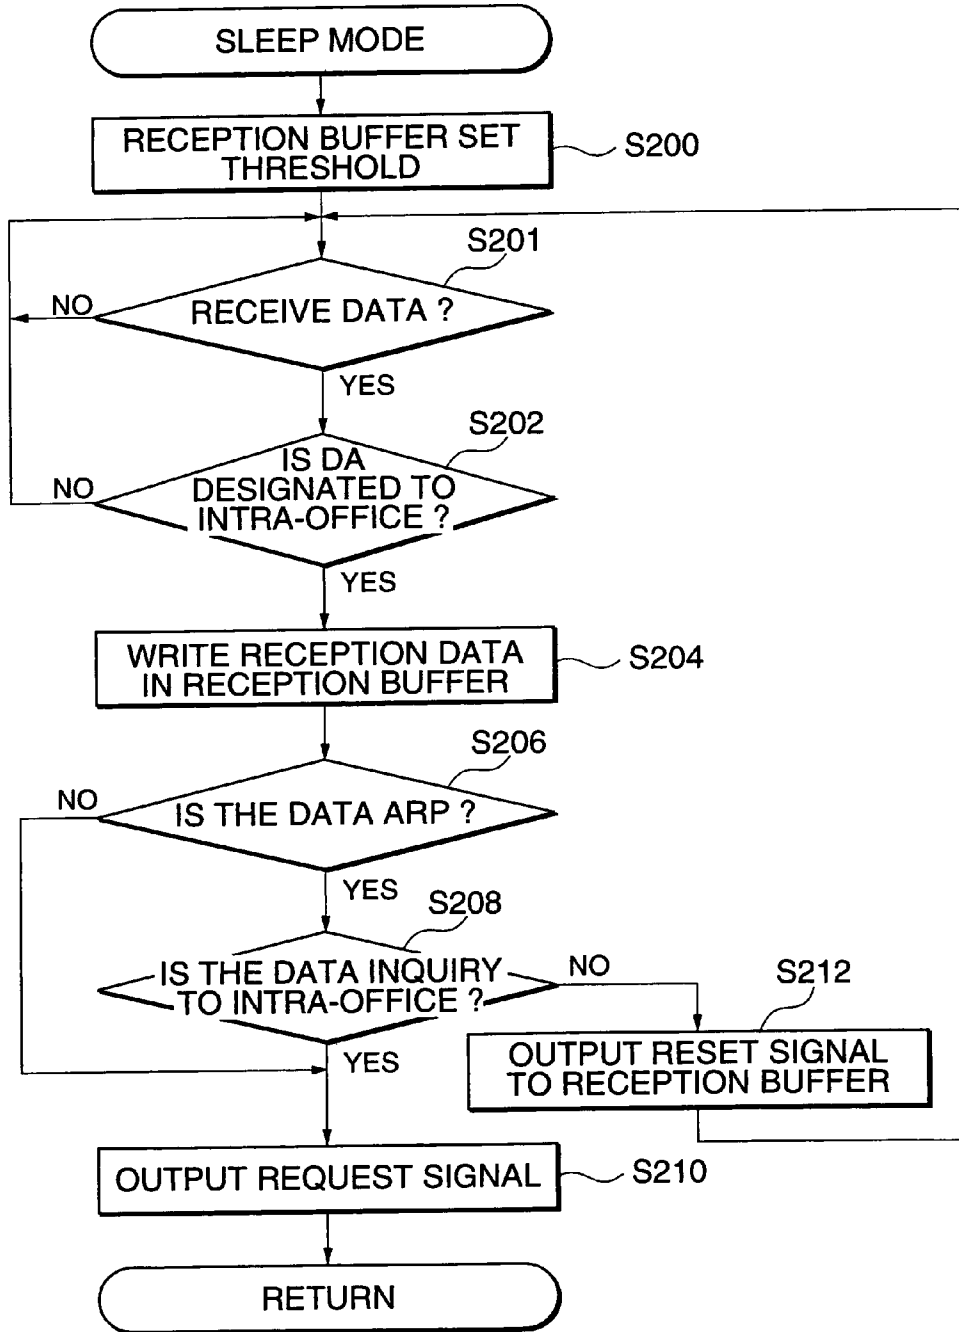 SLEEP MODE
RECEPTION BUFFER SET
THRESHOLD
S200
S201
RECEIVE DATA ?
NO
YES
S202
IS DA
DESIGNATED TO
INTRA-OFFICE ?
NO
YES
WRITE RECEPTION DATA
IN RECEPTION BUFFER
S204
S206
IS THE DATA ARP ?
NO
YES
S208
IS THE DATA INQUIRY
TO INTRA-OFFICE ?
NO
YES
S212
OUTPUT RESET SIGNAL
TO RECEPTION BUFFER
OUTPUT REQUEST SIGNAL
S210
RETURN